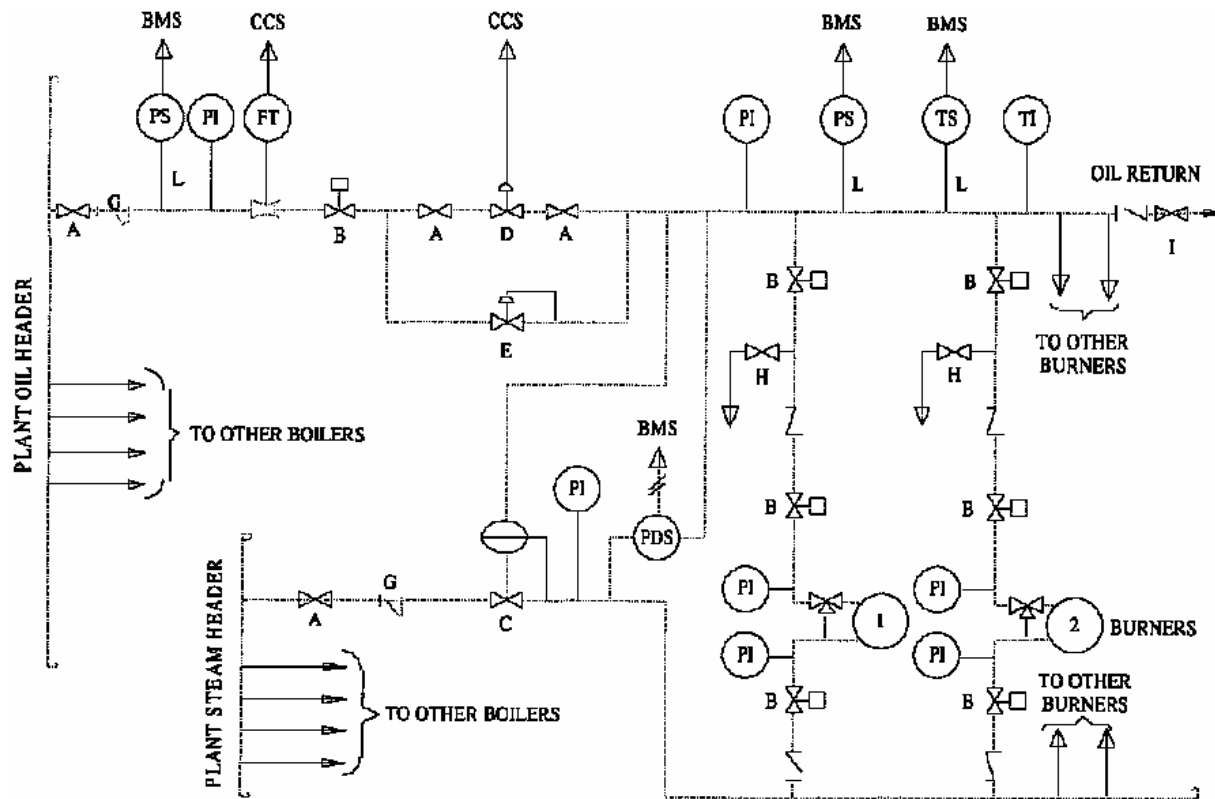 BMS
CCS
CCS
BMS
BMS
PS
PI
FT
PI
PS
TS
TI
L
L
L
OIL RETURN
A
G
B
A
D
A
I
B
B
E
TO OTHER
BURNERS
H
H
PLANT OIL HEADER
TO OTHER BOILERS
BMS
PI
B
B
PDS
G
A
C
PI
PI
1
2
BURNERS
PI
PI
PLANT STEAM HEADER
TO OTHER BOILERS
B
B
TO OTHER
BURNERS